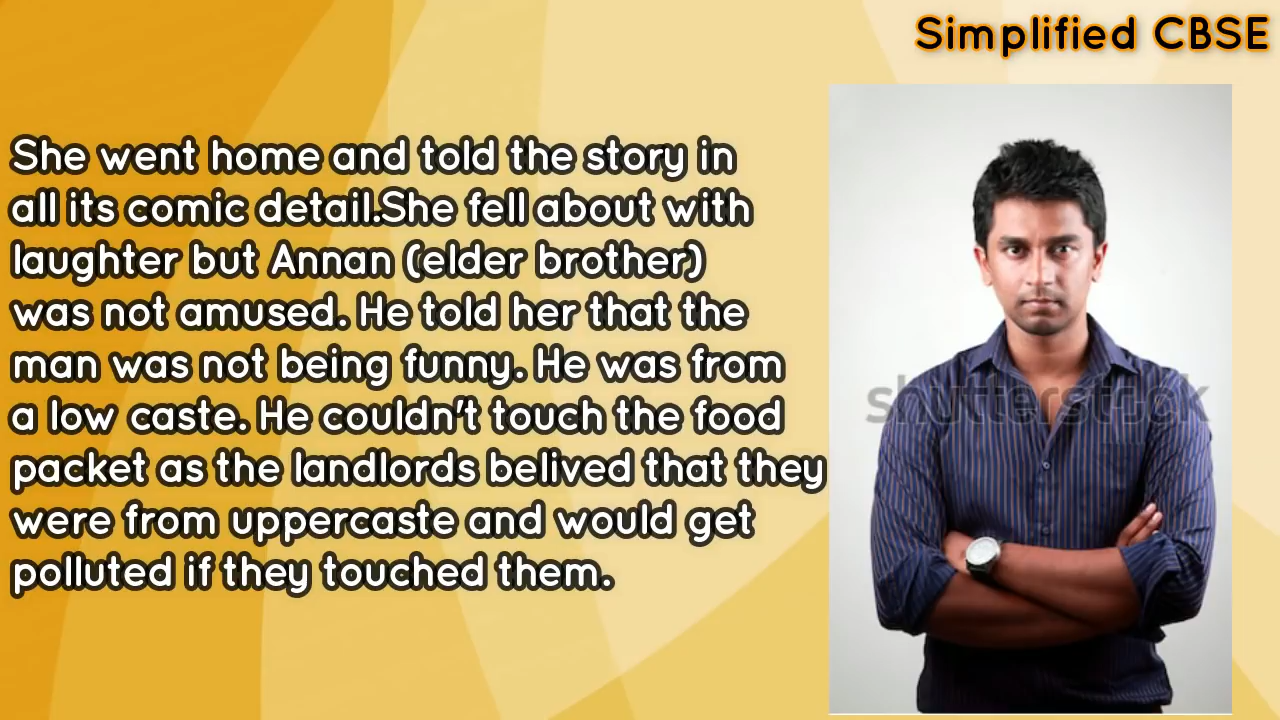 Simplified CBSE
She went home and told the story in
all its comic detail.She fell about with
laughter but Annan (elder brother)
was not amused. He told her that the
man was not being funny. He was from
a low caste. He couldn't touch the food
packet as the landlords belived that they
were from uppercaste and would get
polluted if they touched them.
shutterstock